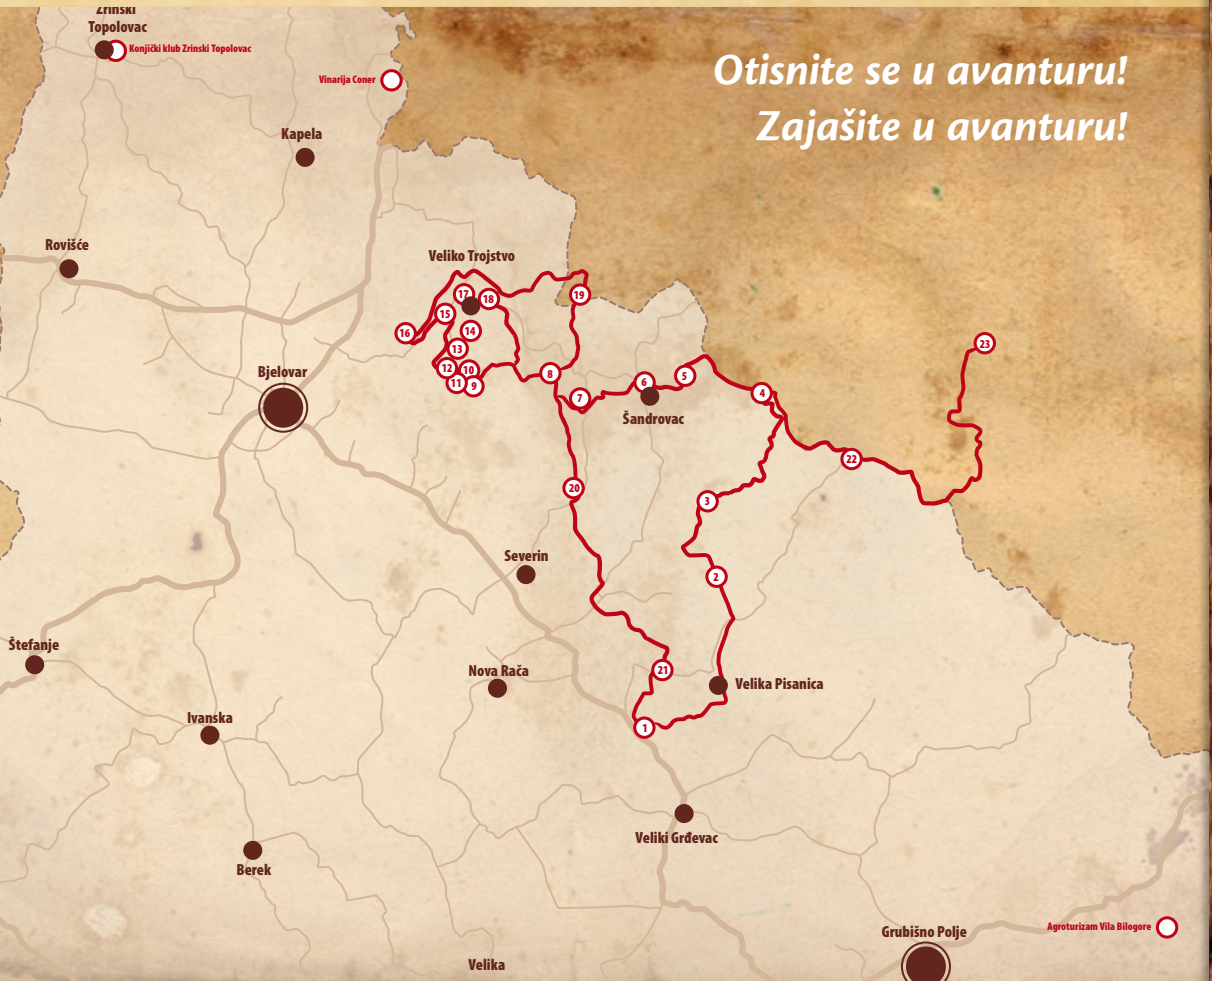 Zrinski
Topolovac
Konjički klub Zrinski Topolovac
Vinarija Coner
Otisnite se u avanturu!
Zajašite u avanturu!
Kapela
Rovišće
Veliko Trojstvo
17
18
19
15
16
14
13
12
10
11
9
8
7
6
5
4
23
Bjelovar
Šandrovac
22
20
3
Severin
2
Štefanje
Nova Rača
21
Velika Pisanica
Ivanska
1
Veliki Grđevac
Berek
Grubišno Polje
Agroturizam Vila Bilogore
Velika